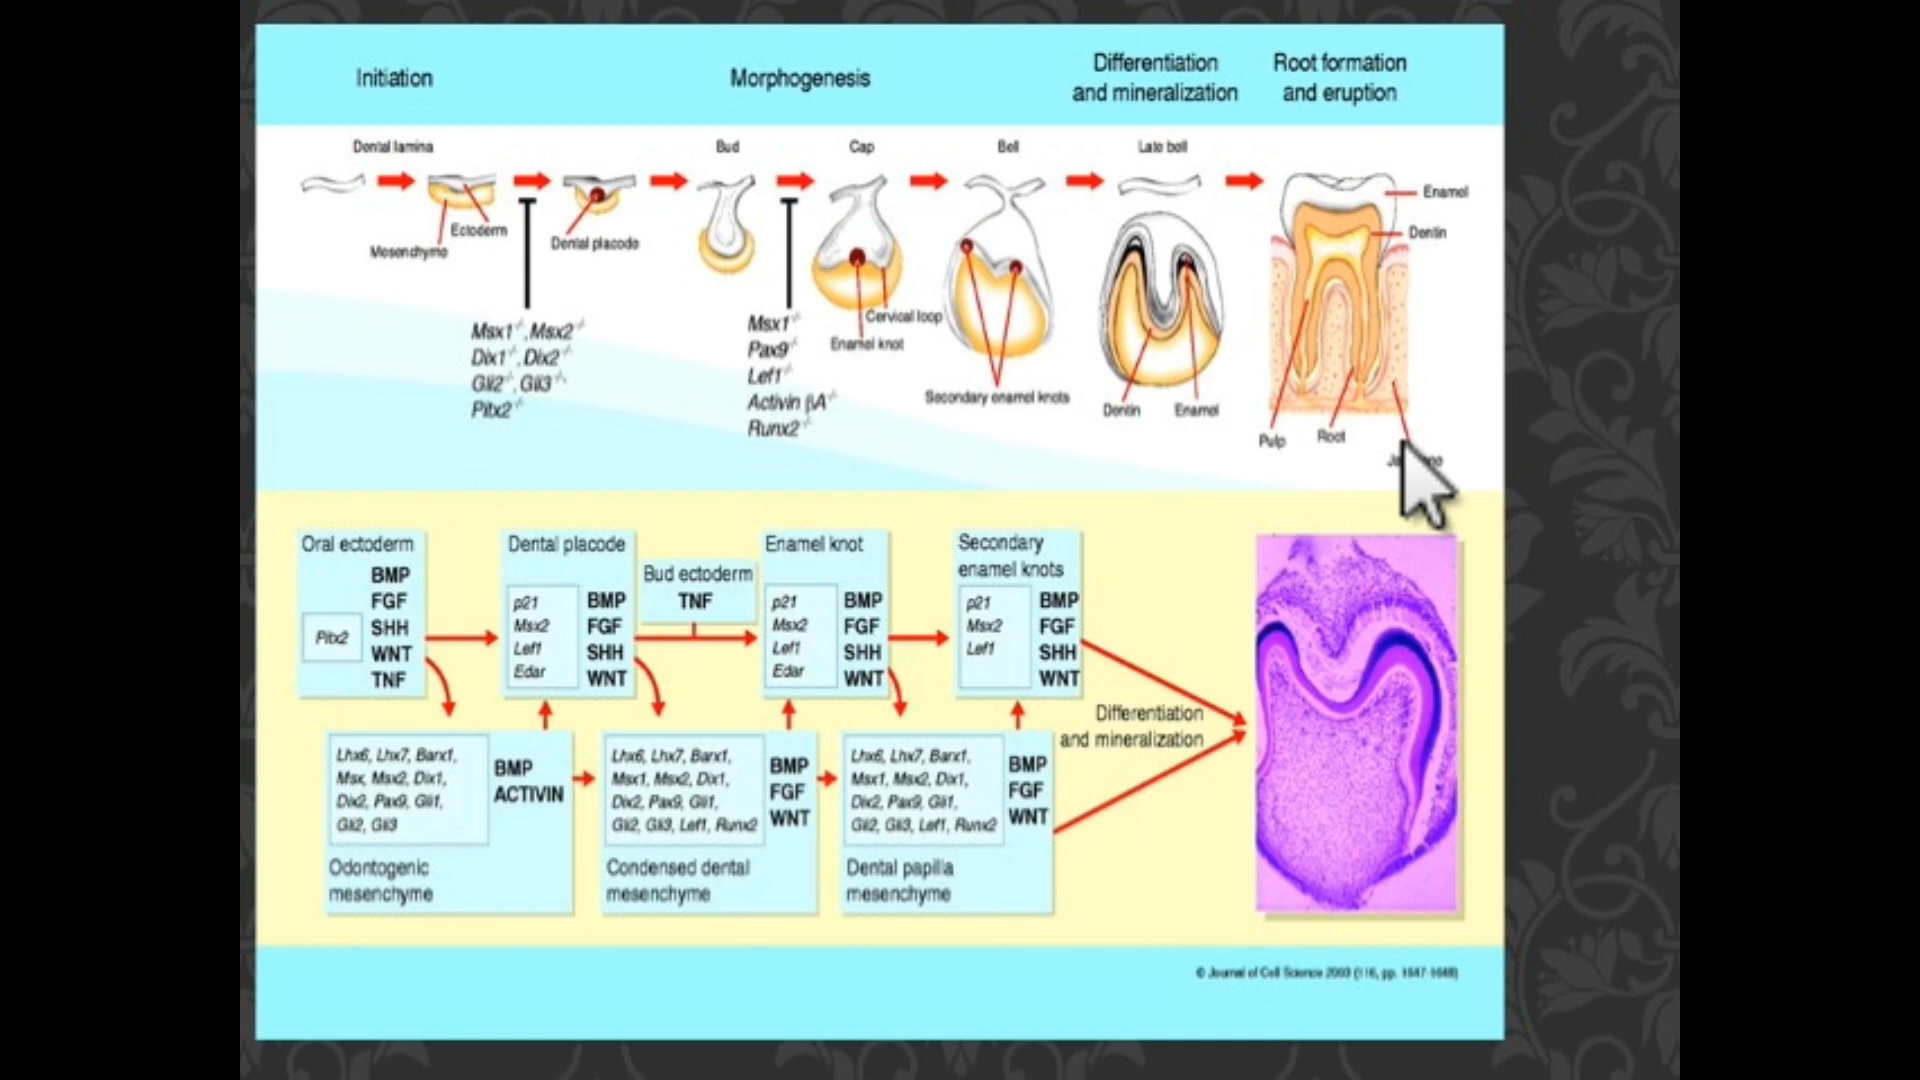 Initiation
Morphogenesis
Differentiation
and mineralization
Root formation
and eruption
Dental lamina
Bud
Cap
Bell
Late bell
Ectoderm
Mesenchyme
Dental placode
Cervical loop
Enamel knot
Secondary enamel knots
Dentin
Enamel
Enamel
Dentin
Pulp
Root
Msx1-/-, Msx2-/-
Dlx1-/-, Dlx2-/-
Gli2-/-, Gli3-/-
Pitx2-/-
Msx1-/-
Pax9-/-
Lef1-/-
Activin βA-/-
Runx2-/-
Oral ectoderm
Pitx2
BMP
FGF
SHH
WNT
TNF
Dental placode
p21
Msx2
Lef1
Edar
BMP
FGF
SHH
WNT
Bud ectoderm
TNF
Enamel knot
p21
Msx2
Lef1
Edar
BMP
FGF
SHH
WNT
Secondary
enamel knots
p21
Msx2
Lef1
BMP
FGF
SHH
WNT
Differentiation
and mineralization
Lhx6, Lhx7, Barx1,
Msx, Msx2, Dlx1,
Dlx2, Pax9, Gli1,
Gli2, Gli3
BMP
ACTIVIN
Odontogenic
mesenchyme
Lhx6, Lhx7, Barx1,
Msx1, Msx2, Dlx1,
Dlx2, Pax9, Gli1,
Gli2, Gli3, Lef1, Runx2
BMP
FGF
WNT
Condensed dental
mesenchyme
Lhx6, Lhx7, Barx1,
Msx1, Msx2, Dlx1,
Dlx2, Pax9, Gli1,
Gli2, Gli3, Lef1, Runx2
BMP
FGF
WNT
Dental papilla
mesenchyme
© Journal of Cell Science 2003 (116, pp. 1647-1648)